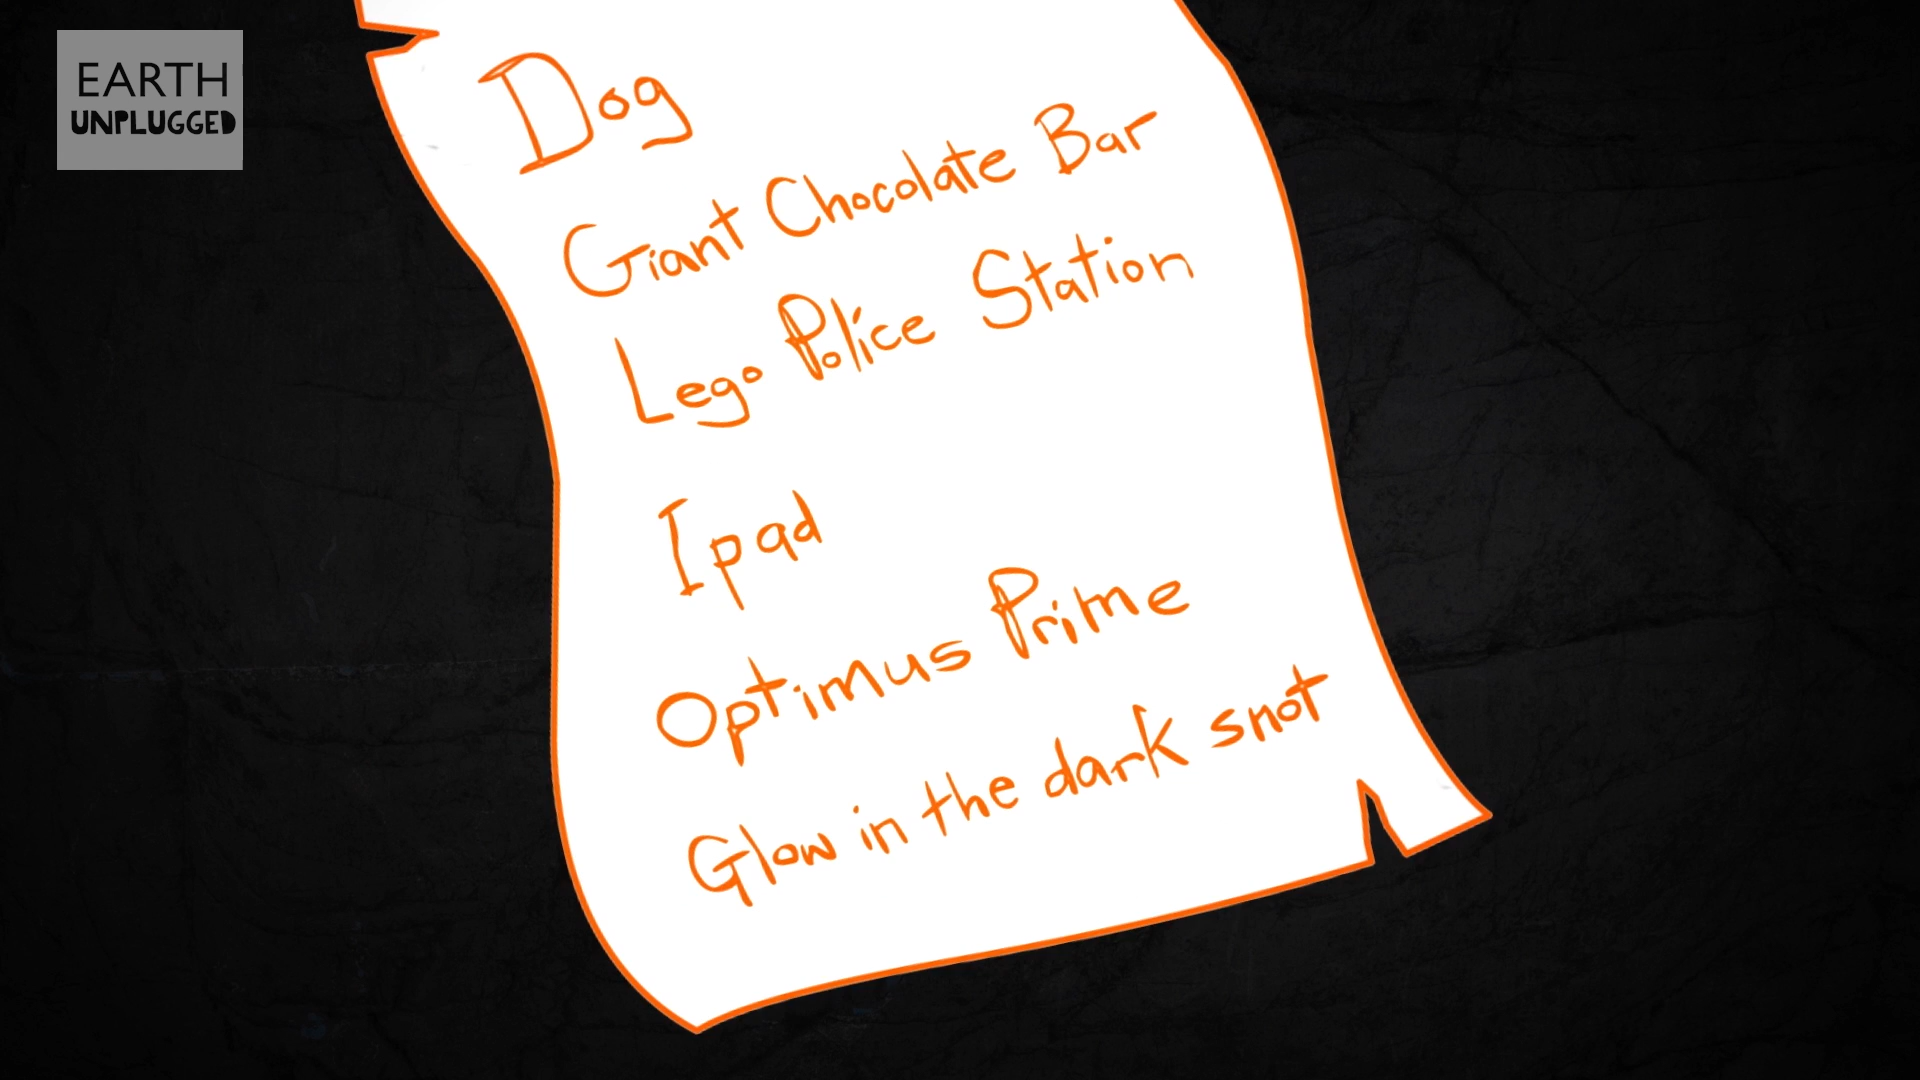 EARTH
UNPLUGGED
Dog
Giant Chocolate Bar
Lego Police Station
Ipad
Optimus Prime
Glow in the dark snot